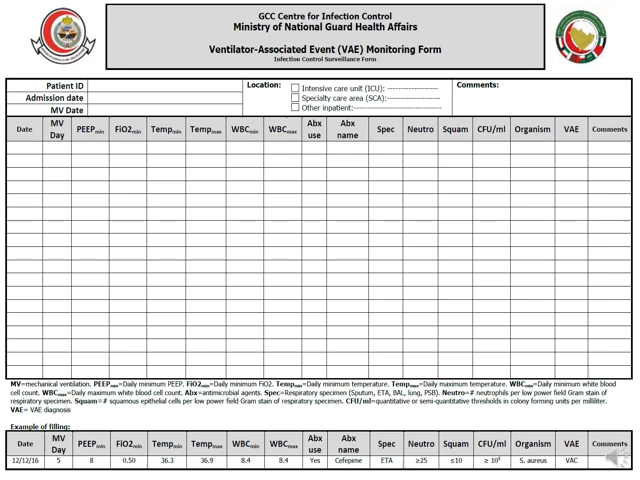 GCC Centre for Infection Control
Ministry of National Guard Health Affairs
Ventilator-Associated Event (VAE) Monitoring Form
Infection Control Surveillance Form
Patient ID
Admission date
MV Date
Location:
Intensive care unit (ICU): -------------------
Specialty care area (SCA):--------------------
Other inpatient:---------------------------------
Comments:
Date MV Day PEEPmin FiO2min Tempmin Tempmax WBCmin WBCmax Abx use Abx name Spec Neutro Squam CFU/ml Organism VAE Comments
MV=mechanical ventilation. PEEPmin=Daily minimum PEEP. FiO2min=Daily minimum FiO2. Tempmin=Daily minimum temperature. Tempmax=Daily maximum temperature. WBCmin=Daily minimum white blood
cell count. WBCmax=Daily maximum white blood cell count. Abx=antimicrobial agents. Spec=Respiratory specimen (Sputum, ETA, BAL, lung, PSB). Neutro=# neutrophils per low power field Gram stain of
respiratory specimen. Squam=# squamous epithelial cells per low power field Gram stain of respiratory specimen. CFU/ml=quantitative or semi-quantitative thresholds in colony forming units per milliliter.
VAE= VAE diagnosis
Example of filling:
Date MV Day PEEPmin FiO2min Tempmin Tempmax WBCmin WBCmax Abx use Abx name Spec Neutro Squam CFU/ml Organism VAE Comments
12/12/16 5 8 0.50 36.3 36.9 8.4 8.4 Yes Cefepime ETA ≥25 ≤10 S. aureus VAC